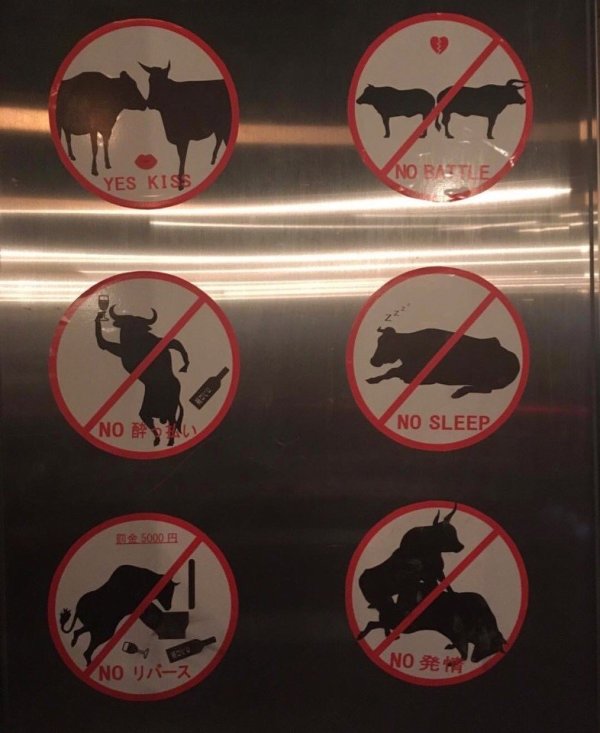 YES KISS
NO BATTLE
NO 酔っ払い
zzzz
NO SLEEP
罰金 5000 円
NO リバース
NO 発情